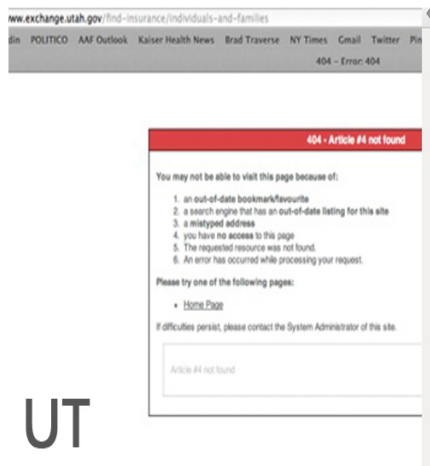 ww.exchange.utah.gov/find-insurance/individuals-and-families
din POLITICO AAF Outlook Kaiser Health News Brad Traverse NY Times Gmail Twitter Pin
404 – Error: 404
404 - Article #4 not found
You may not be able to visit this page because of:
1. an out-of-date bookmark/favourite
2. a search engine that has an out-of-date listing for this site
3. a mistyped address
4. you have no access to this page
5. The requested resource was not found.
6. An error has occurred while processing your request.
Please try one of the following pages:
• Home Page
If difficulties persist, please contact the System Administrator of this site.
Article #4 not found
UT